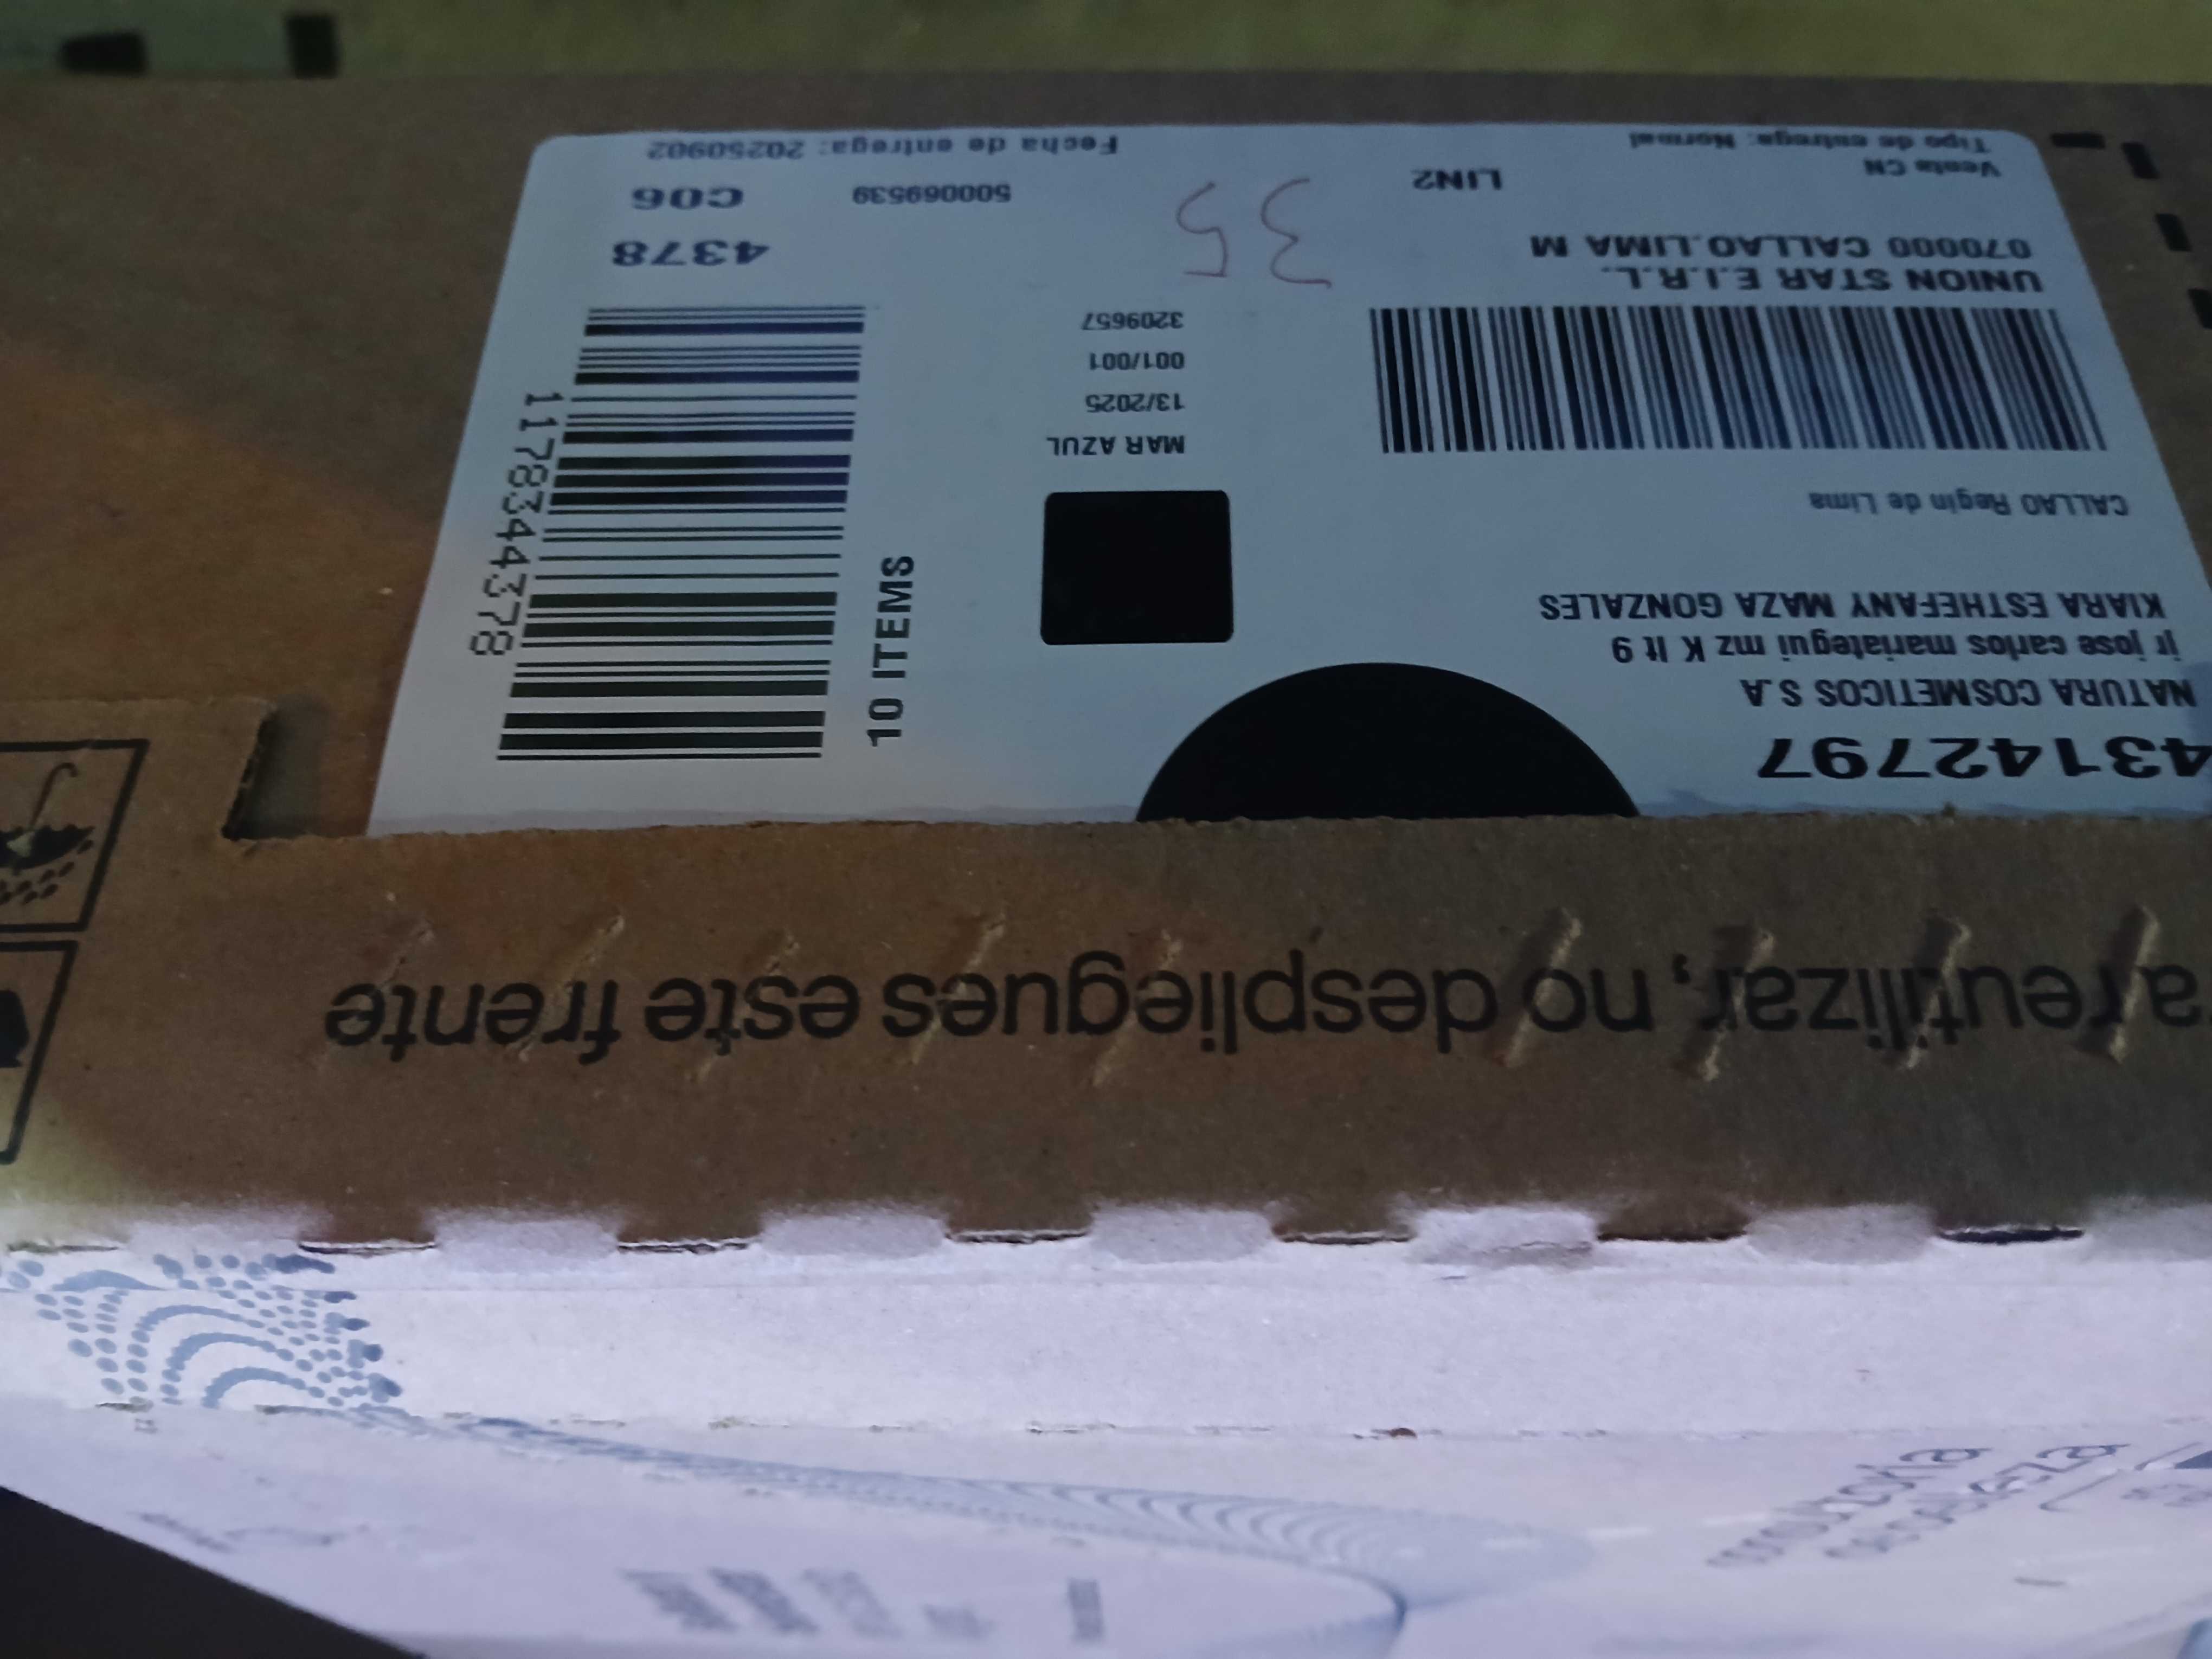 43142797
NATURA COSMETICOS S.A
jr jose carlos mariategui mz K lt 9
KIARA ESTHEFANY MAZA GONZALES
CALLAO Regin de Lima
UNION STAR E.I.R.L.
070000 CALLAO.LIMA M
Venta CN
Tipo de entrega: Normal
LIN2
MAR AZUL
13/2025
001/001
3209657
35
10 ITEMS
11783444378
4378
500069539
C06
Fecha de entrega: 20250902
a reutilizar, no despliegues este frente